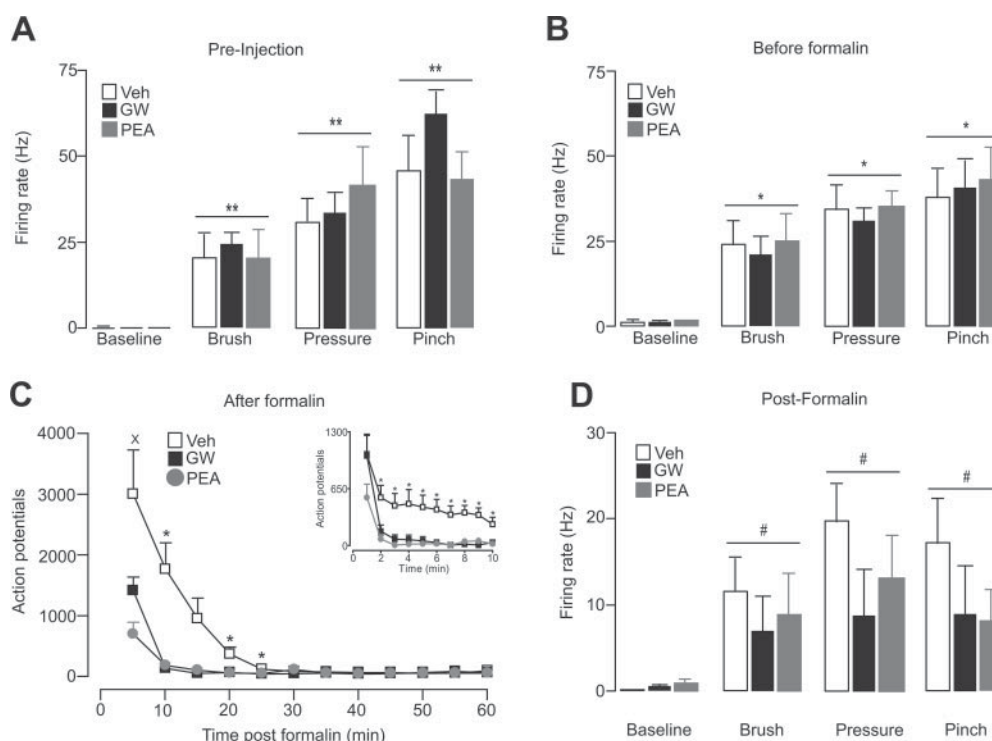 A
Pre-Injection
75
50
25
0
Firing rate (Hz)
Veh
GW
PEA
**
**
**
Baseline Brush Pressure Pinch
B
Before formalin
75
50
25
0
Firing rate (Hz)
Veh
GW
PEA
*
*
*
Baseline Brush Pressure Pinch
C
After formalin
4000
3000
2000
1000
0
Action potentials
X
Veh
GW
PEA
*
*
*
1300
650
0
Action potentials
* * * * * * * * *
0 2 4 6 8 10
Time (min)
0 10 20 30 40 50 60
Time post formalin (min)
D
Post-Formalin
30
20
10
0
Firing rate (Hz)
Veh
GW
PEA
#
#
#
Baseline Brush Pressure Pinch